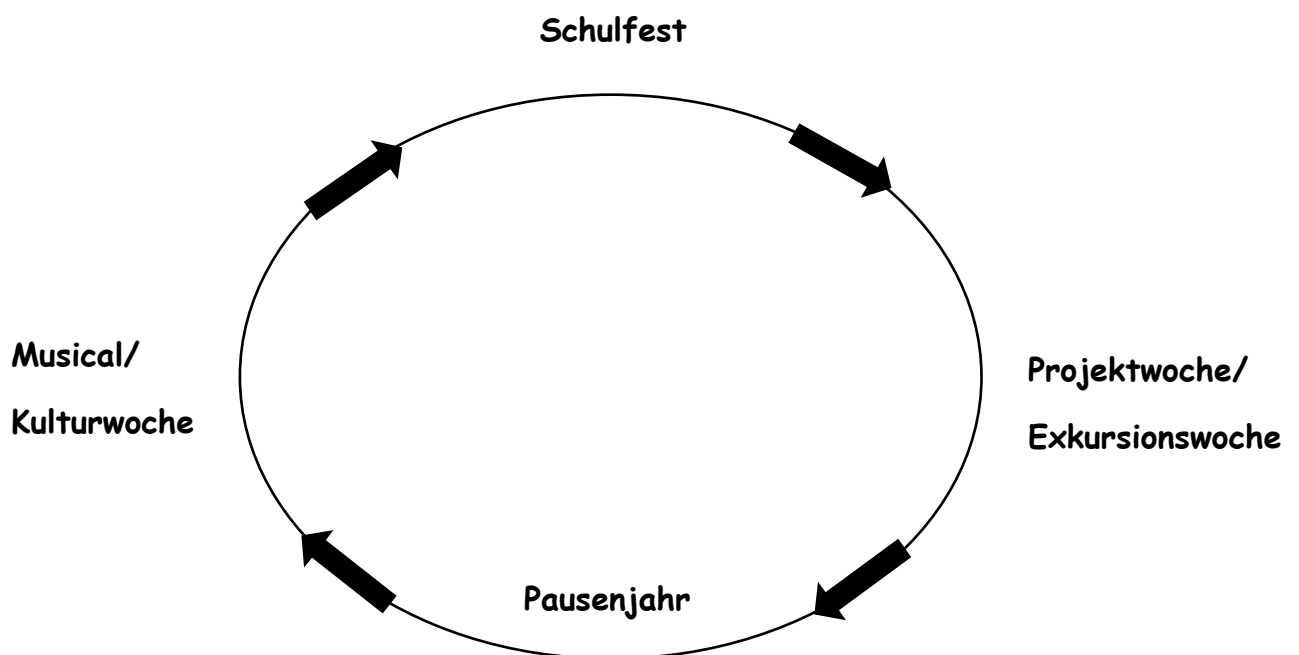 Schulfest
Musical/
Kulturwoche
Projektwoche/
Exkursionswoche
Pausenjahr